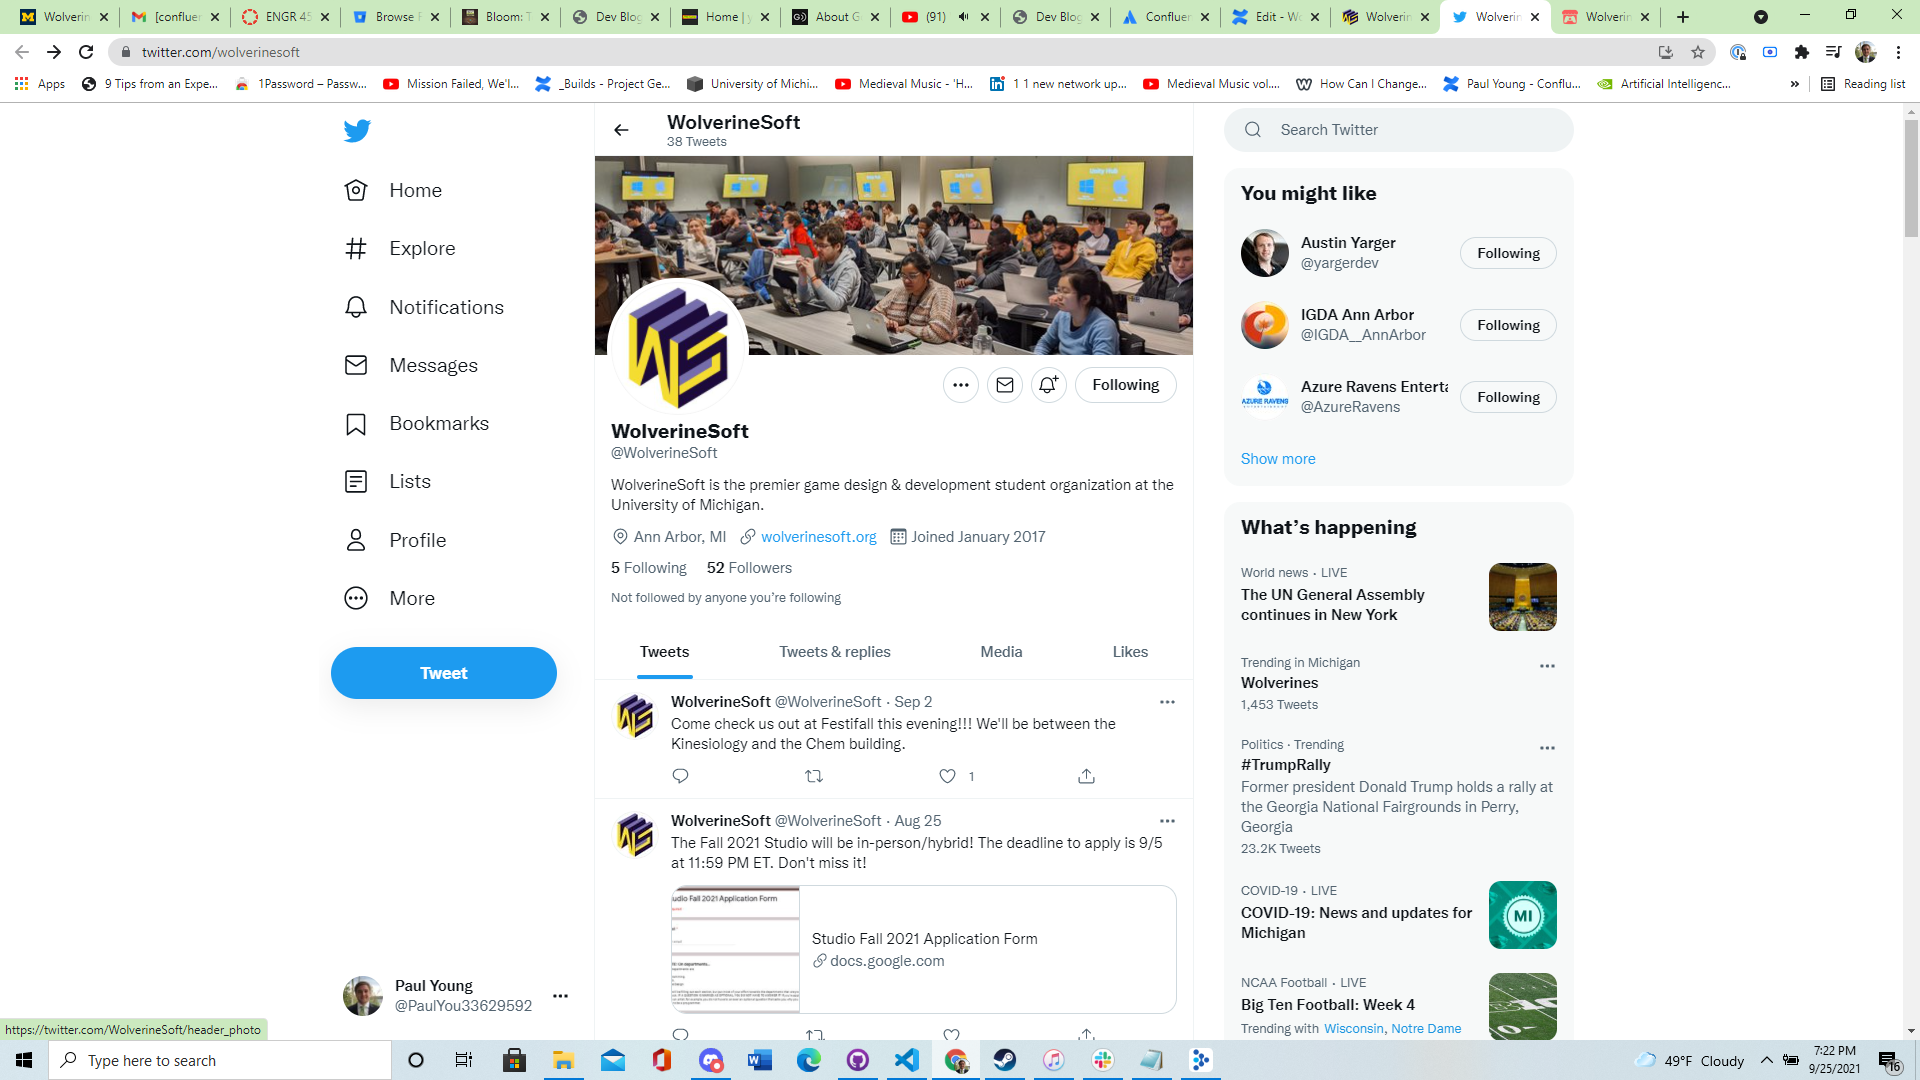 Wolverin
[confluen
ENGR 45
Browse F
Bloom: T
Dev Blog
Home | y
About G
(91)
Dev Blog
Confluen
Edit - Wo
Wolverin
Wolverin
Wolverin
twitter.com/wolverinesoft
Apps
9 Tips from an Expe...
1Password – Passw...
Mission Failed, We'l...
_Builds - Project Ge...
University of Michi...
Medieval Music - 'H...
1 1 new network up...
Medieval Music vol....
How Can I Change...
Paul Young - Conflu...
Artificial Intelligenc...
»
Reading list
Home
Explore
Notifications
Messages
Bookmarks
Lists
Profile
More
Tweet
Paul Young
@PaulYou33629592
https://twitter.com/WolverineSoft/header_photo
WolverineSoft
38 Tweets
Following
WolverineSoft
@WolverineSoft
WolverineSoft is the premier game design & development student organization at the
University of Michigan.
Ann Arbor, MI wolverinesoft.org Joined January 2017
5 Following 52 Followers
Not followed by anyone you're following
Tweets Tweets & replies Media Likes
WolverineSoft @WolverineSoft · Sep 2
Come check us out at Festifall this evening!!! We'll be between the
Kinesiology and the Chem building.
1
WolverineSoft @WolverineSoft · Aug 25
The Fall 2021 Studio will be in-person/hybrid! The deadline to apply is 9/5
at 11:59 PM ET. Don't miss it!
udio Fall 2021 Application Form
Studio Fall 2021 Application Form
docs.google.com
Search Twitter
You might like
Austin Yarger
@yargerdev
Following
IGDA Ann Arbor
@IGDA__AnnArbor
Following
AZURE RAVENS
Azure Ravens Enterta
@AzureRavens
Following
Show more
What's happening
World news · LIVE
The UN General Assembly
continues in New York
Trending in Michigan
Wolverines
1,453 Tweets
Politics · Trending
#TrumpRally
Former president Donald Trump holds a rally at
the Georgia National Fairgrounds in Perry,
Georgia
23.2K Tweets
COVID-19 · LIVE
COVID-19: News and updates for
Michigan
MI
NCAA Football · LIVE
Big Ten Football: Week 4
Trending with Wisconsin, Notre Dame
Type here to search
49°F Cloudy
7:22 PM
9/25/2021
16